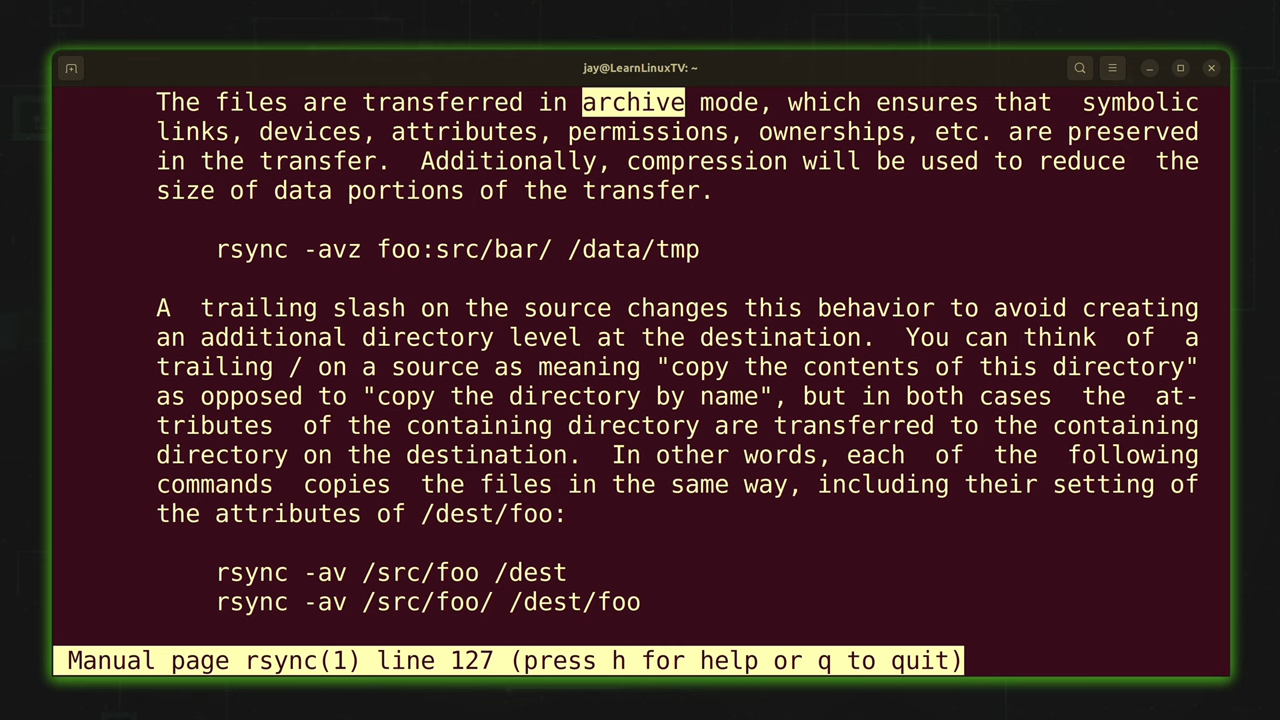 jay@LearnLinuxTV: ~
The files are transferred in archive mode, which ensures that symbolic
links, devices, attributes, permissions, ownerships, etc. are preserved
in the transfer. Additionally, compression will be used to reduce the
size of data portions of the transfer.
rsync -avz foo:src/bar/ /data/tmp
A trailing slash on the source changes this behavior to avoid creating
an additional directory level at the destination. You can think of a
trailing / on a source as meaning "copy the contents of this directory"
as opposed to "copy the directory by name", but in both cases the at-
tributes of the containing directory are transferred to the containing
directory on the destination. In other words, each of the following
commands copies the files in the same way, including their setting of
the attributes of /dest/foo:
rsync -av /src/foo /dest
rsync -av /src/foo/ /dest/foo
Manual page rsync(1) line 127 (press h for help or q to quit)